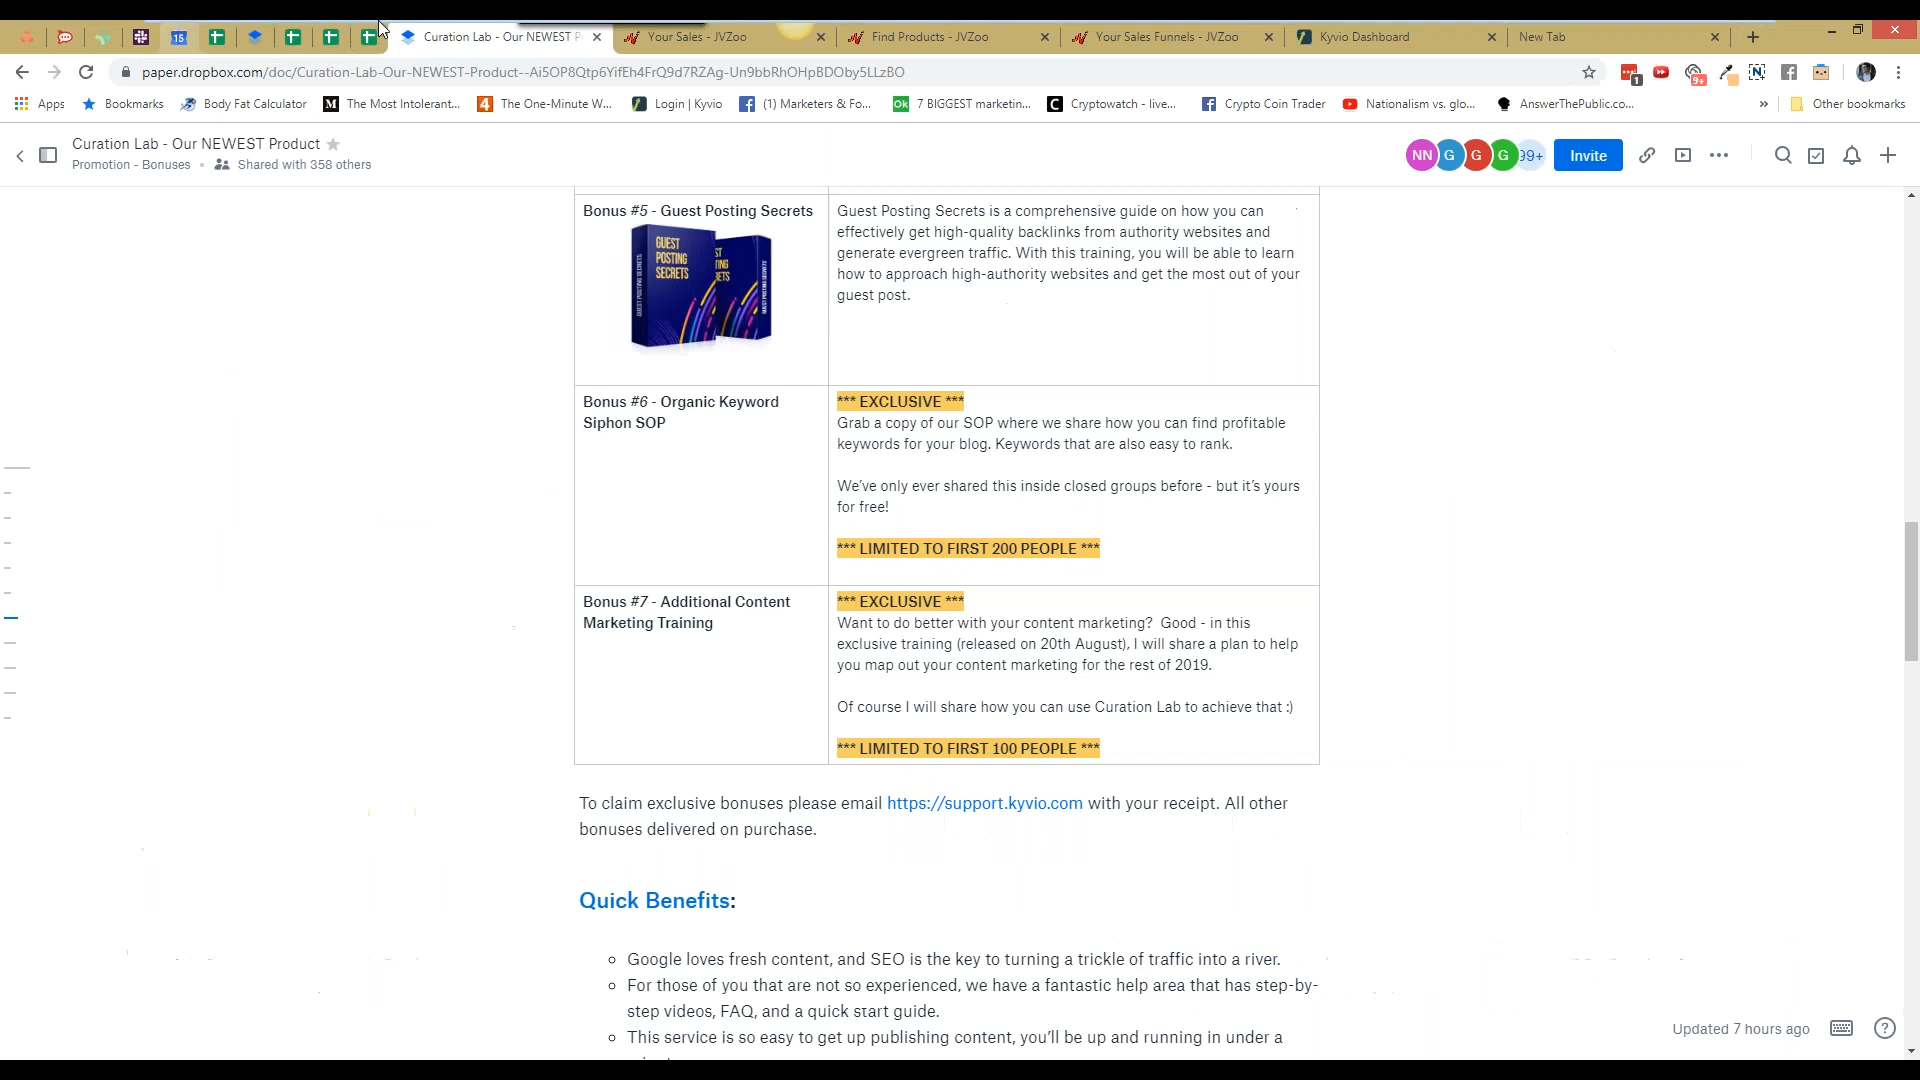 15
Curation Lab - Our NEWEST P
Your Sales - JVZoo
Find Products - JVZoo
Your Sales Funnels - JVZoo
Kyvio Dashboard
New Tab
paper.dropbox.com/doc/Curation-Lab-Our-NEWEST-Product--Ai5OP8Qtp6YifEh4FrQ9d7RZAg-Un9bbRhOHpBDOby5LLzBO
1
9+
Apps
Bookmarks
Body Fat Calculator
M The Most Intolerant...
4 The One-Minute W...
Login | Kyvio
(1) Marketers & Fo...
Ok 7 BIGGEST marketin...
C Cryptowatch - live...
Crypto Coin Trader
Nationalism vs. glo...
AnswerThePublic.co...
»
Other bookmarks
Curation Lab - Our NEWEST Product
Promotion - Bonuses • Shared with 358 others
NN G G G 99+
Invite
Bonus #5 - Guest Posting Secrets
GUEST
POSTING
SECRETS
GUEST POSTING SECRETS
Guest Posting Secrets is a comprehensive guide on how you can
effectively get high-quality backlinks from authority websites and
generate evergreen traffic. With this training, you will be able to learn
how to approach high-authority websites and get the most out of your
guest post.
Bonus #6 - Organic Keyword
Siphon SOP
*** EXCLUSIVE ***
Grab a copy of our SOP where we share how you can find profitable
keywords for your blog. Keywords that are also easy to rank.
We've only ever shared this inside closed groups before - but it's yours
for free!
*** LIMITED TO FIRST 200 PEOPLE ***
Bonus #7 - Additional Content
Marketing Training
*** EXCLUSIVE ***
Want to do better with your content marketing?  Good - in this
exclusive training (released on 20th August), I will share a plan to help
you map out your content marketing for the rest of 2019.
Of course I will share how you can use Curation Lab to achieve that :)
*** LIMITED TO FIRST 100 PEOPLE ***
To claim exclusive bonuses please email https://support.kyvio.com with your receipt. All other
bonuses delivered on purchase.
Quick Benefits:
Google loves fresh content, and SEO is the key to turning a trickle of traffic into a river.
For those of you that are not so experienced, we have a fantastic help area that has step-by-
step videos, FAQ, and a quick start guide.
This service is so easy to get up publishing content, you'll be up and running in under a
Updated 7 hours ago